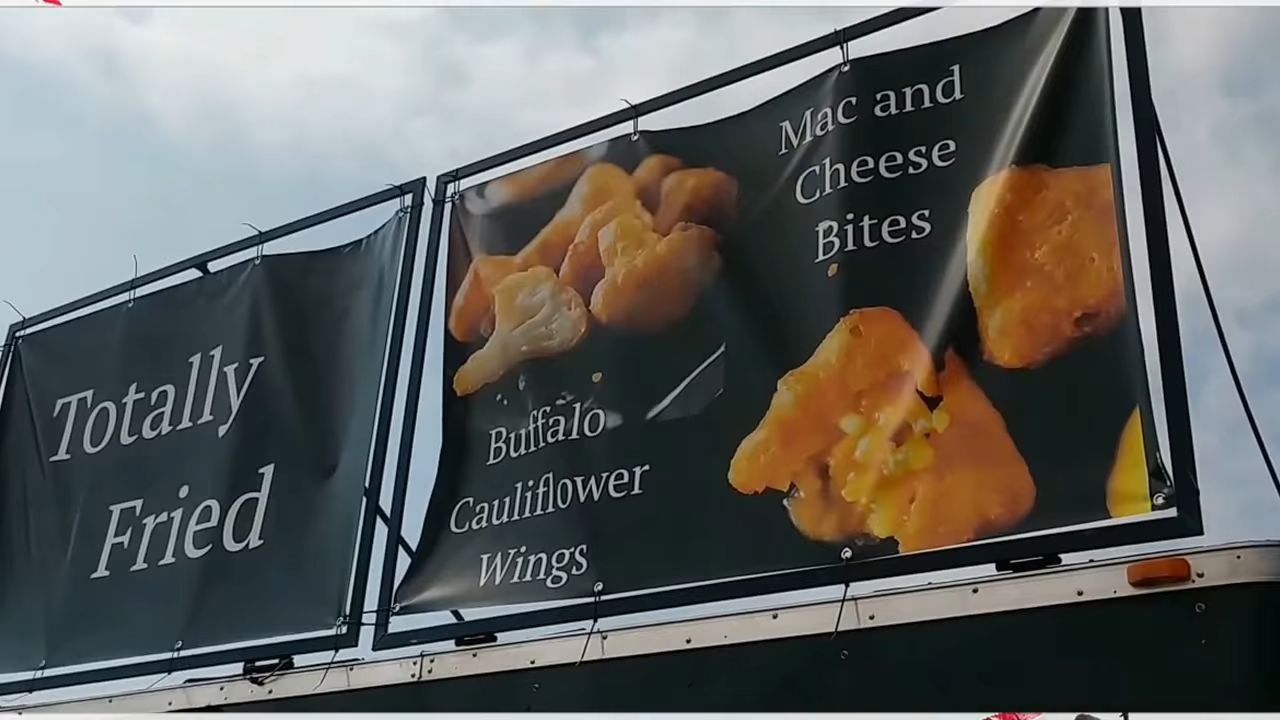 Totally
Fried
Buffalo
Cauliflower
Wings
Mac and
Cheese
Bites